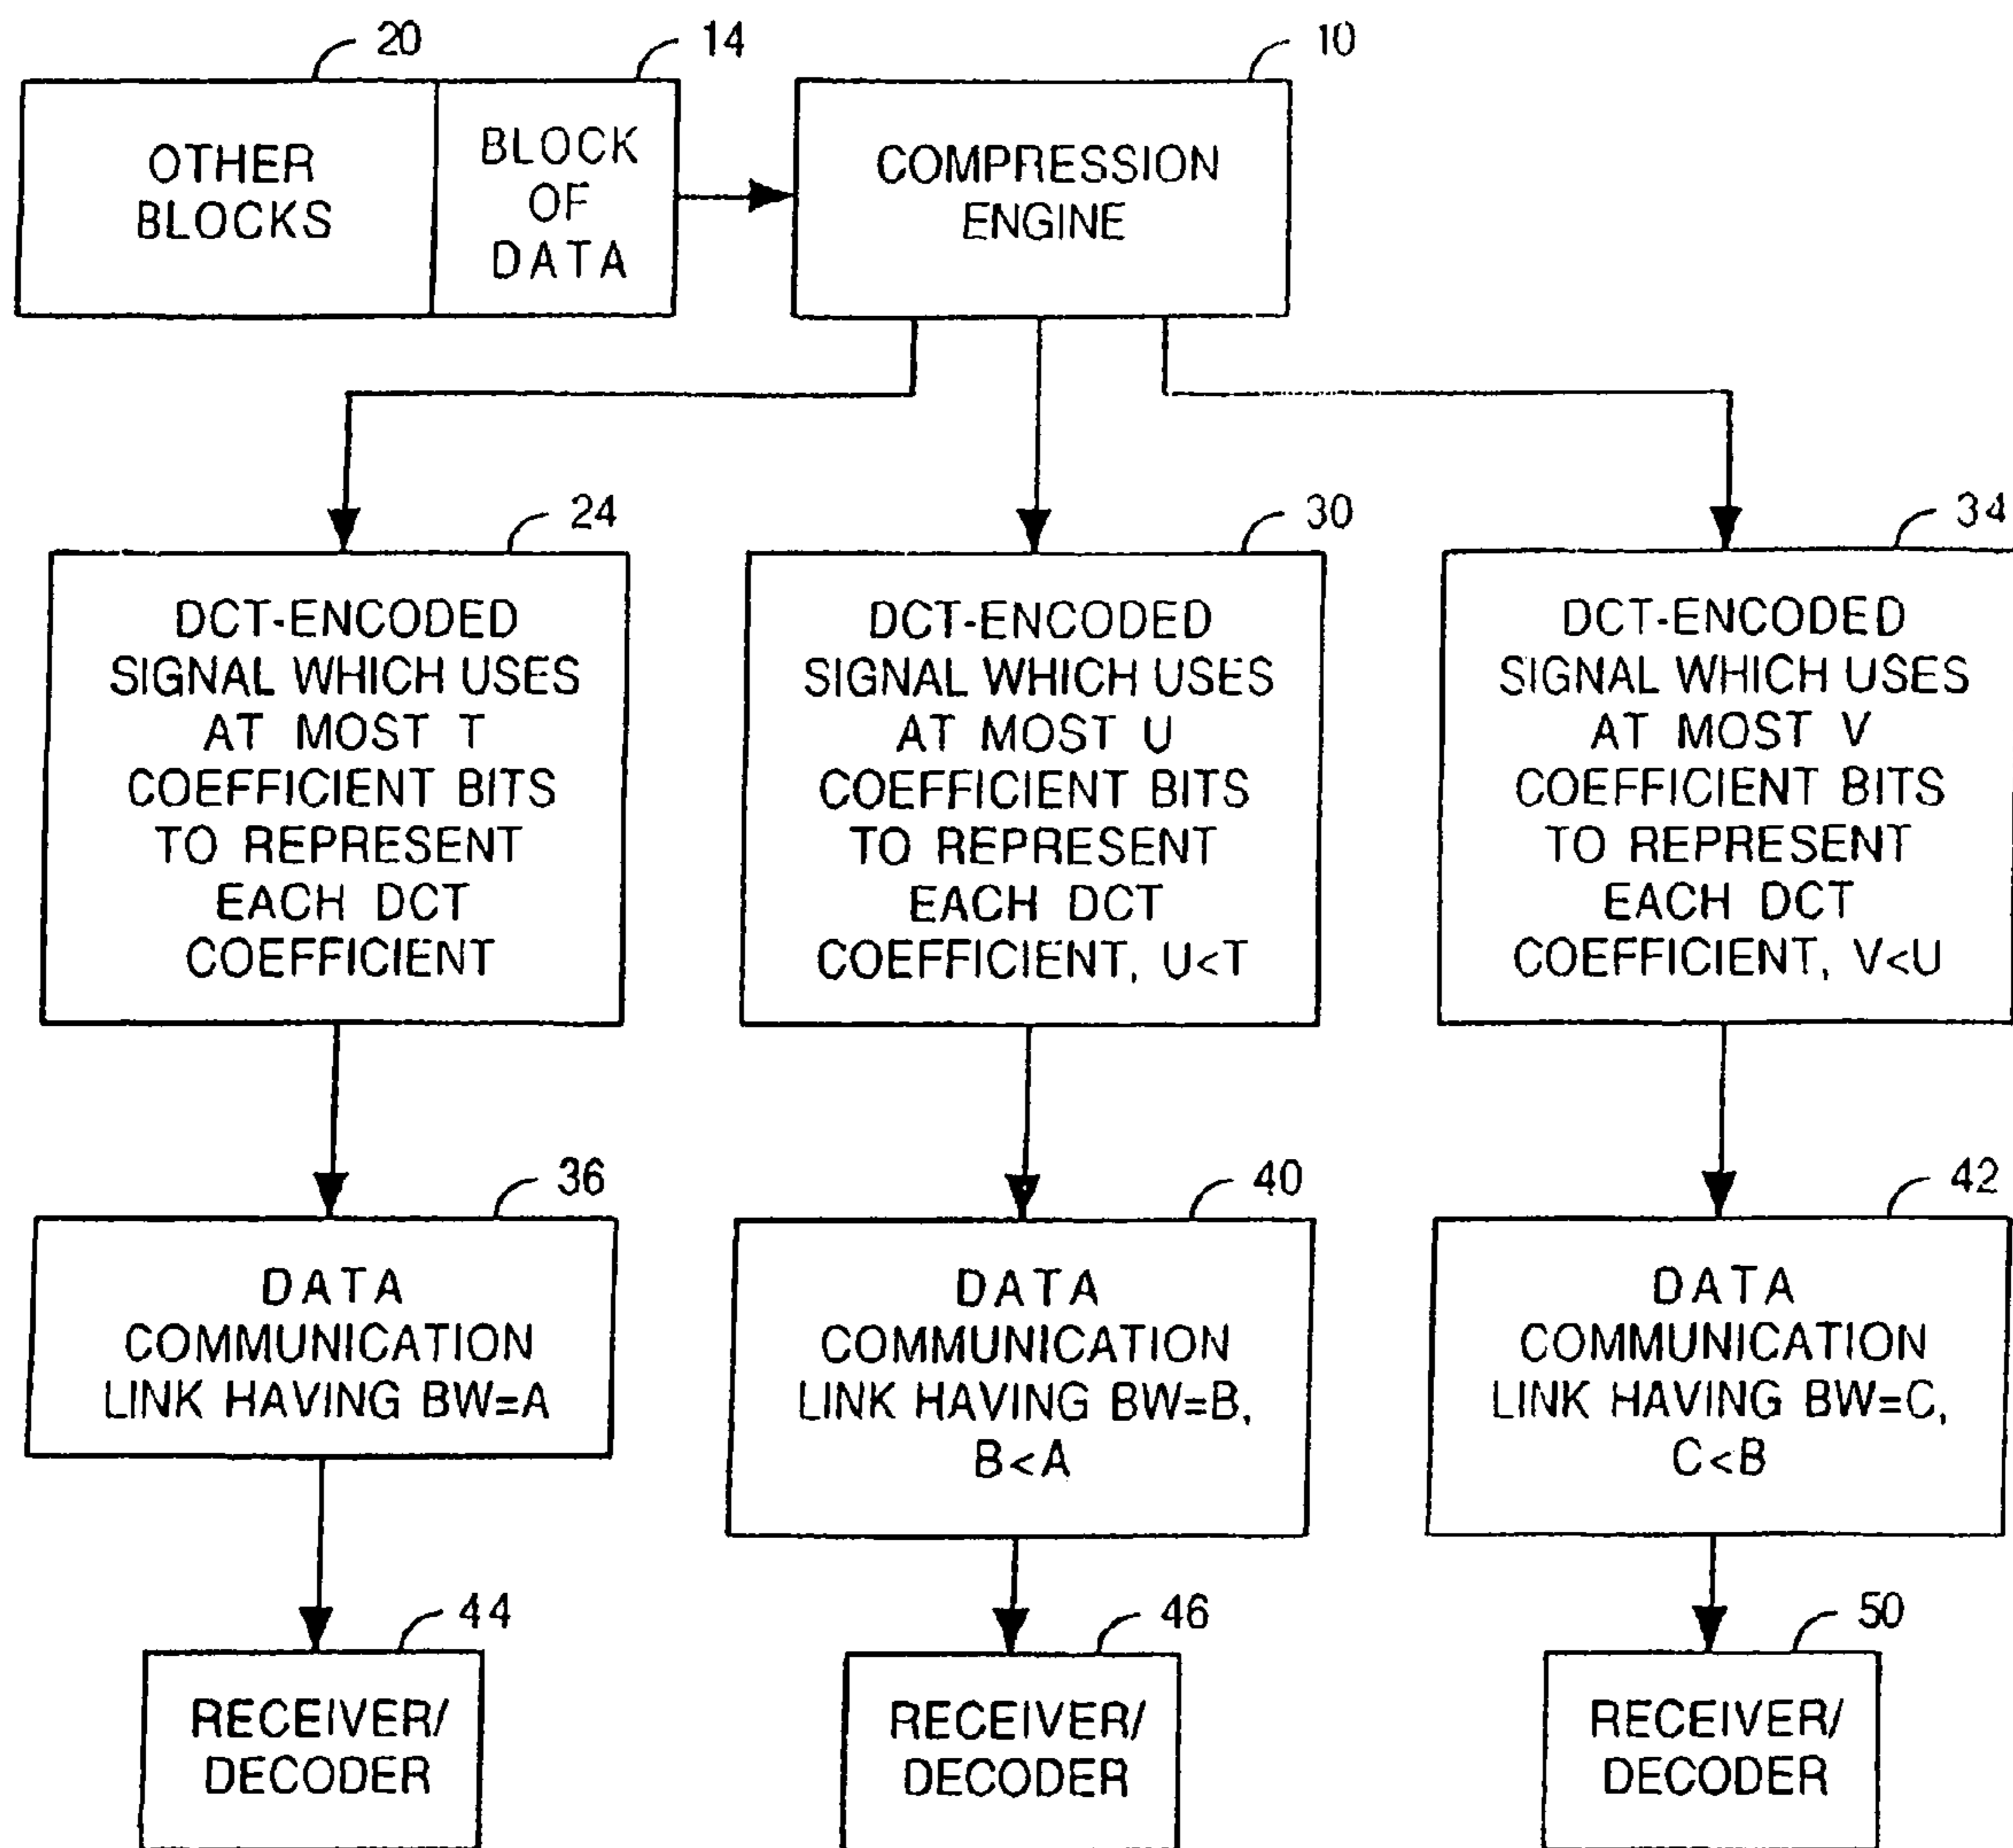 20
14
10
OTHER
BLOCKS
BLOCK
OF
DATA
COMPRESSION
ENGINE
24
30
34
DCT-ENCODED
SIGNAL WHICH USES
AT MOST T
COEFFICIENT BITS
TO REPRESENT
EACH DCT
COEFFICIENT
DCT-ENCODED
SIGNAL WHICH USES
AT MOST U
COEFFICIENT BITS
TO REPRESENT
EACH DCT
COEFFICIENT, U<T
DCT-ENCODED
SIGNAL WHICH USES
AT MOST V
COEFFICIENT BITS
TO REPRESENT
EACH DCT
COEFFICIENT, V<U
36
40
42
DATA
COMMUNICATION
LINK HAVING BW=A
DATA
COMMUNICATION
LINK HAVING BW=B,
B<A
DATA
COMMUNICATION
LINK HAVING BW=C,
C<B
44
46
50
RECEIVER/
DECODER
RECEIVER/
DECODER
RECEIVER/
DECODER